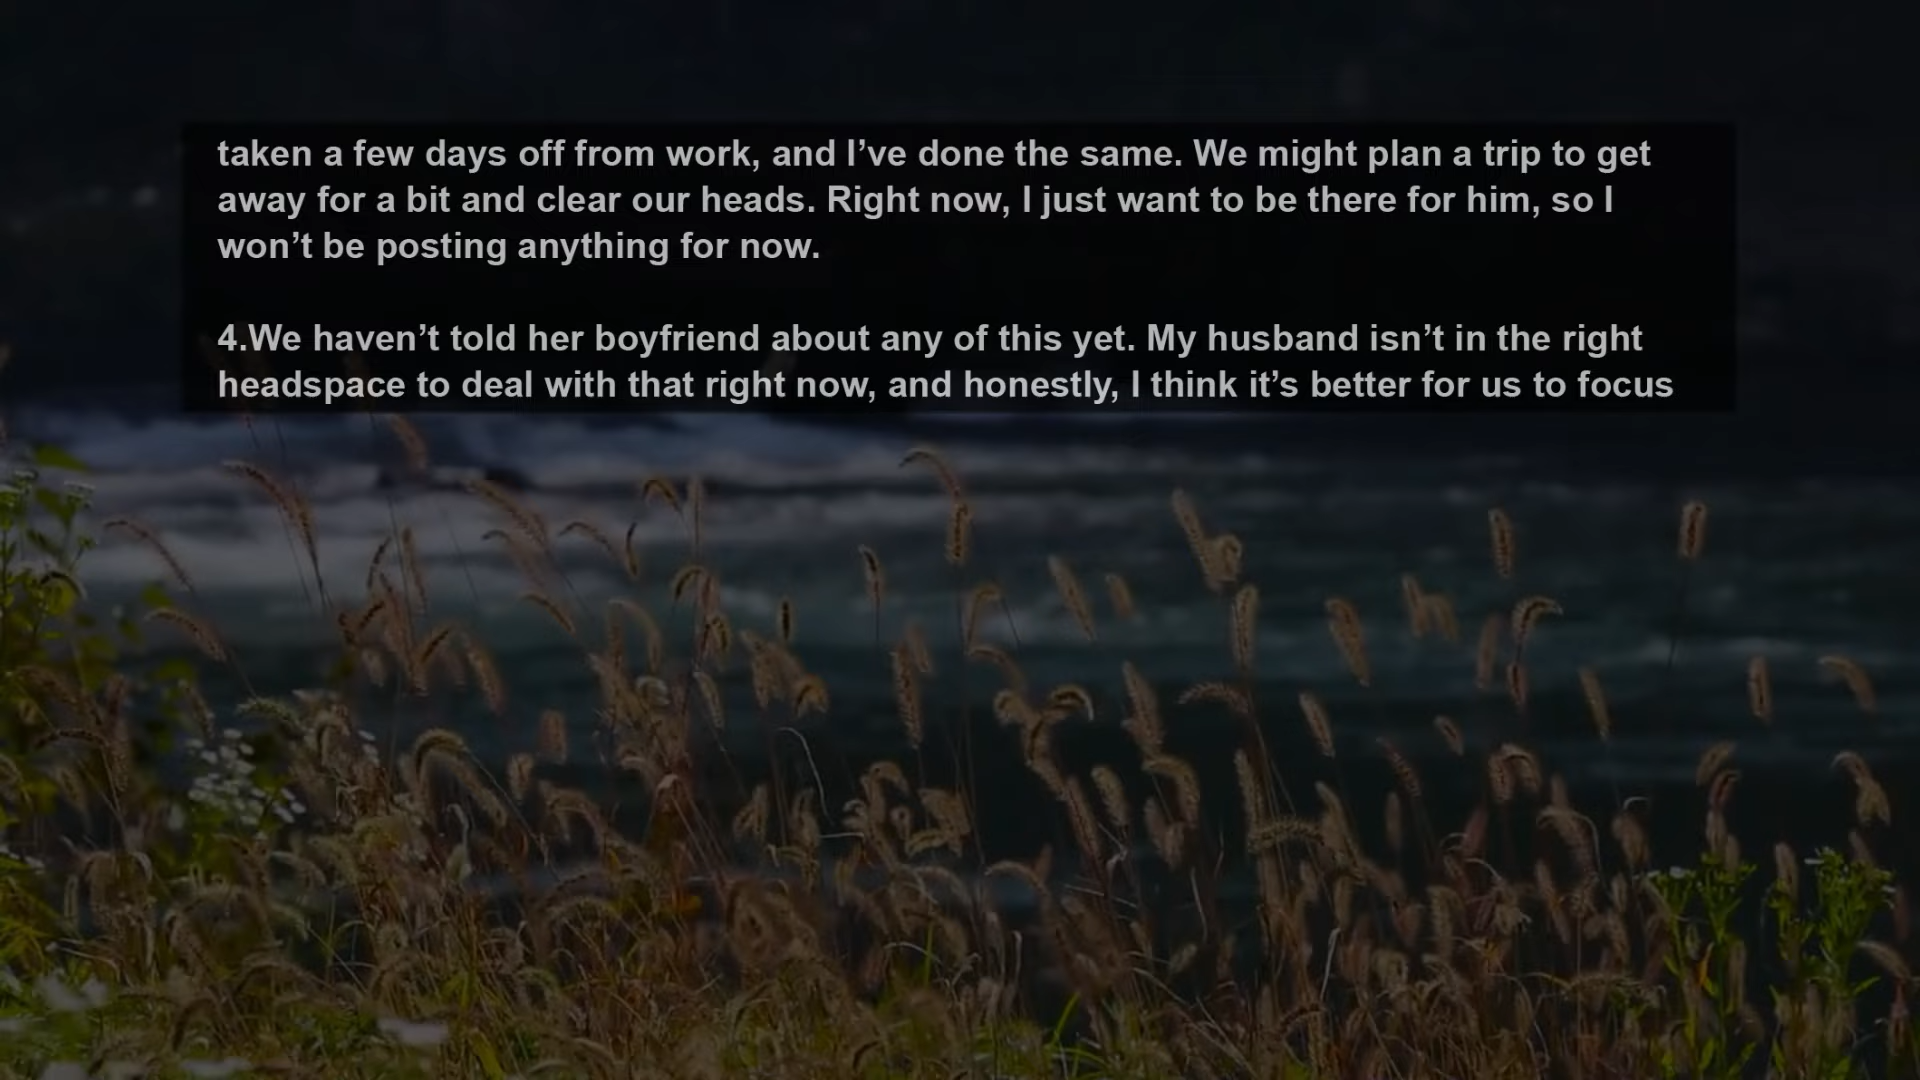 taken a few days off from work, and I’ve done the same. We might plan a trip to get
away for a bit and clear our heads. Right now, I just want to be there for him, so I
won’t be posting anything for now.
4.We haven’t told her boyfriend about any of this yet. My husband isn’t in the right
headspace to deal with that right now, and honestly, I think it’s better for us to focus